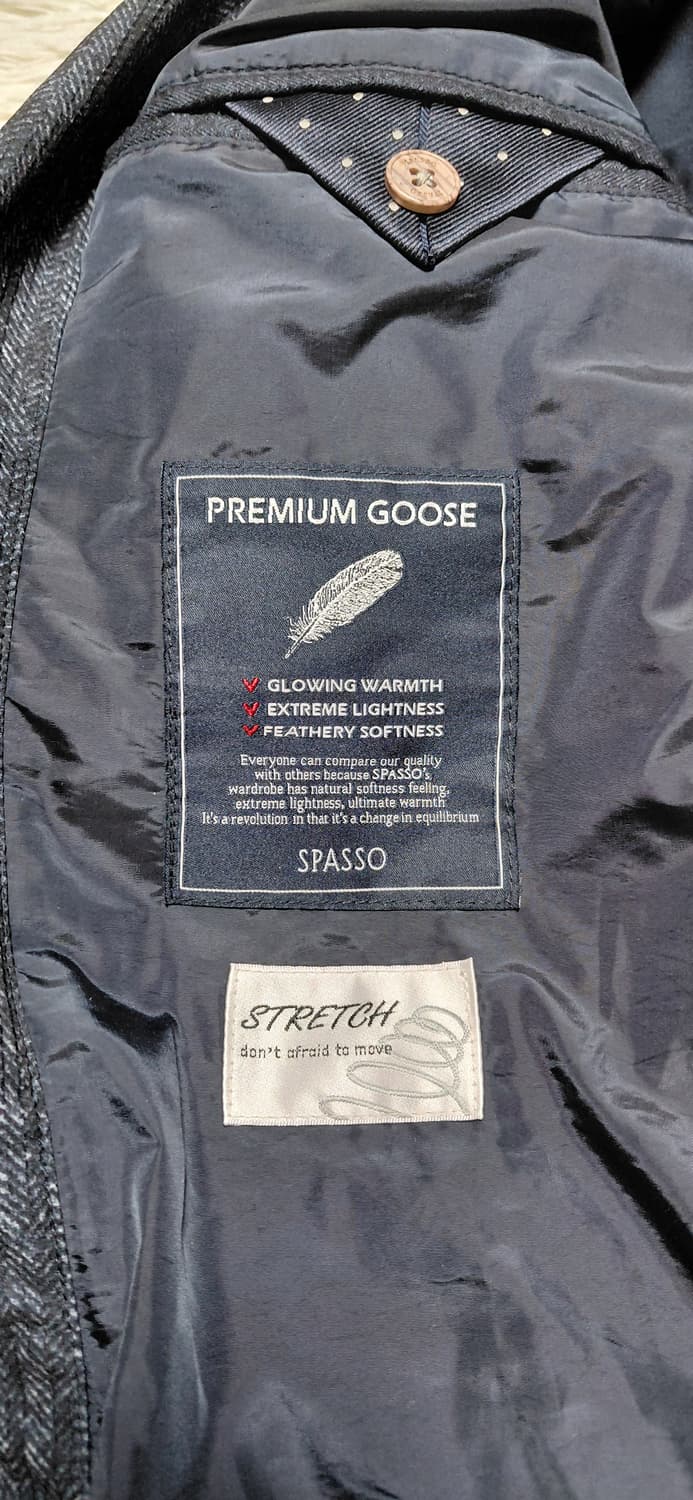 PREMIUM GOOSE
GLOWING WARMTH
EXTREME LIGHTNESS
FEATHERY SOFTNESS
Everyone can compare our quality
with others because SPASSO's
wardrobe has natural softness feeling,
extreme lightness, ultimate warmth
It's a revolution in that it's a change in equilibrium
SPASSO
STRETCH
don't afraid to move